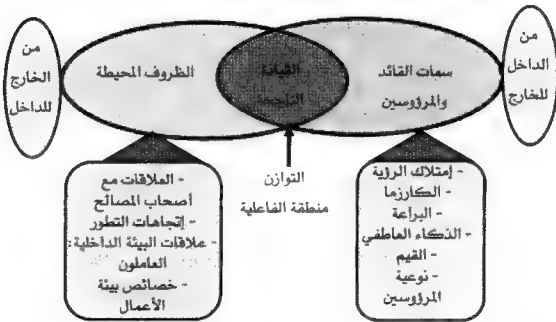 من
الداخل
للخارج
سمات القائد
والمرؤوسين
القيادة
الناجحة
الظروف المحيطة
من
الخارج
للداخل
- إمتلاك الرؤية
- الكارزما
- البراعة
- الذكاء العاطفي
- القيم
- نوعية
المرؤوسين
التوازن
منطقة الفاعلية
- العلاقات مع
أصحاب المصالح
- إتجاهات التطور
- علاقات البيئة الداخلية:
العاملون
- خصائص بيئة
الأعمال